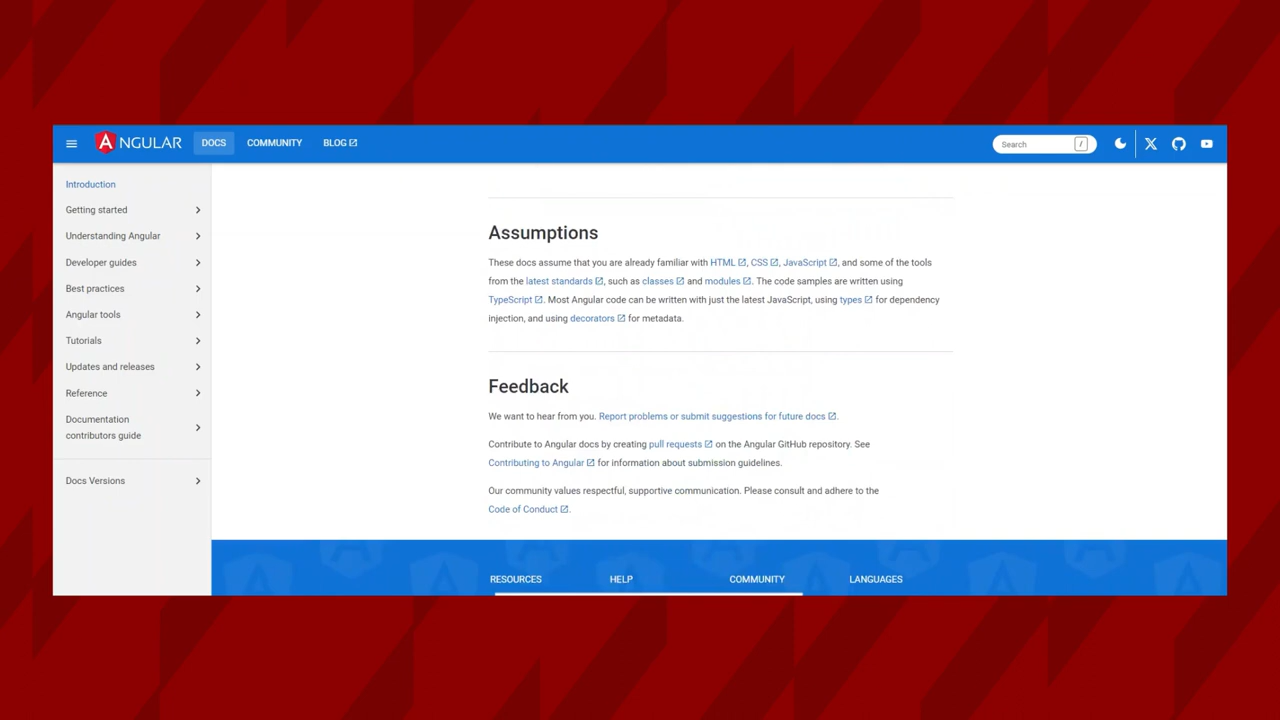 ANGULAR DOCS COMMUNITY BLOG Search /
Introduction
Getting started
Understanding Angular
Developer guides
Best practices
Angular tools
Tutorials
Updates and releases
Reference
Documentation
contributors guide
Docs Versions
Assumptions
These docs assume that you are already familiar with HTML, CSS, JavaScript, and some of the tools
from the latest standards, such as classes and modules. The code samples are written using
TypeScript. Most Angular code can be written with just the latest JavaScript, using types for dependency
injection, and using decorators for metadata.
Feedback
We want to hear from you. Report problems or submit suggestions for future docs.
Contribute to Angular docs by creating pull requests on the Angular GitHub repository. See
Contributing to Angular for information about submission guidelines.
Our community values respectful, supportive communication. Please consult and adhere to the
Code of Conduct.
RESOURCES HELP COMMUNITY LANGUAGES